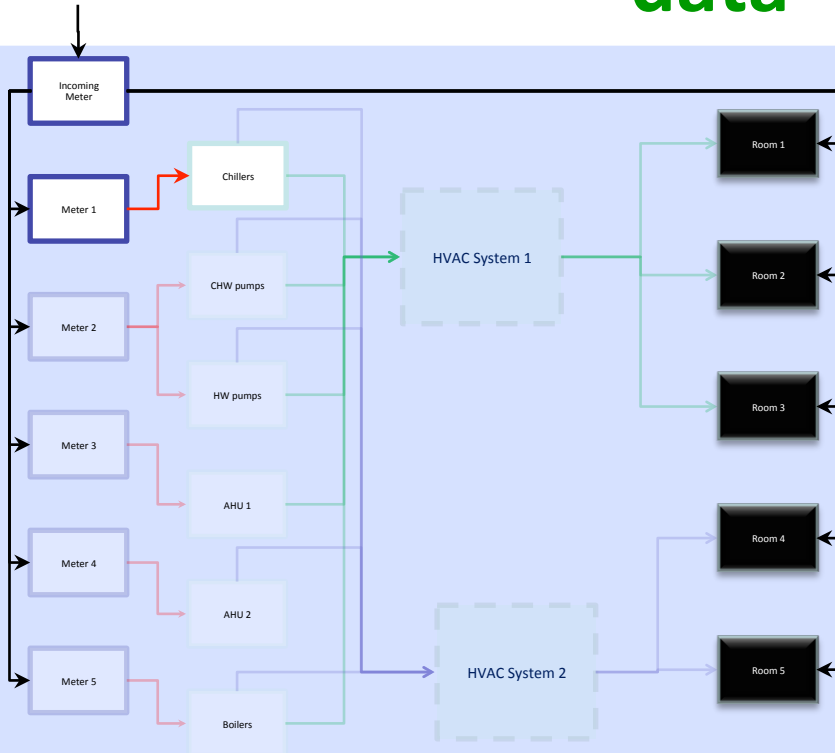 data
Incoming
Meter
Meter 1
Meter 2
Meter 3
Meter 4
Meter 5
Chillers
CHW pumps
HW pumps
AHU 1
AHU 2
Boilers
HVAC System 1
HVAC System 2
Room 1
Room 2
Room 3
Room 4
Room 5